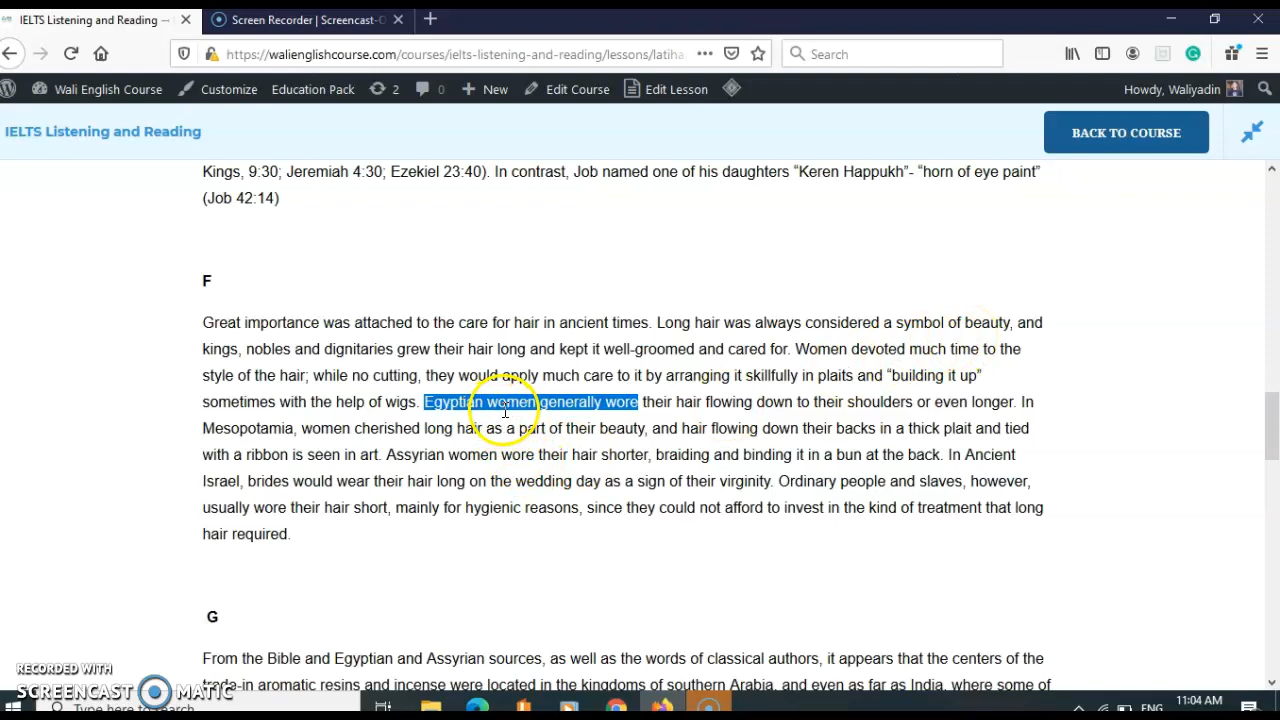 IELTS Listening and Reading —
Screen Recorder | Screencast-O
https://walienglishcourse.com/courses/ielts-listening-and-reading/lessons/latiha
Search
Wali English Course
Customize
Education Pack
2
0
New
Edit Course
Edit Lesson
Howdy, Waliyadin
IELTS Listening and Reading
BACK TO COURSE
Kings, 9:30; Jeremiah 4:30; Ezekiel 23:40). In contrast, Job named one of his daughters “Keren Happukh”- “horn of eye paint”
(Job 42:14)
F
Great importance was attached to the care for hair in ancient times. Long hair was always considered a symbol of beauty, and
kings, nobles and dignitaries grew their hair long and kept it well-groomed and cared for. Women devoted much time to the
style of the hair; while no cutting, they would apply much care to it by arranging it skillfully in plaits and “building it up”
sometimes with the help of wigs. Egyptian women generally wore their hair flowing down to their shoulders or even longer. In
Mesopotamia, women cherished long hair as a part of their beauty, and hair flowing down their backs in a thick plait and tied
with a ribbon is seen in art. Assyrian women wore their hair shorter, braiding and binding it in a bun at the back. In Ancient
Israel, brides would wear their hair long on the wedding day as a sign of their virginity. Ordinary people and slaves, however,
usually wore their hair short, mainly for hygienic reasons, since they could not afford to invest in the kind of treatment that long
hair required.
G
From the Bible and Egyptian and Assyrian sources, as well as the words of classical authors, it appears that the centers of the
trade-in aromatic resins and incense were located in the kingdoms of southern Arabia, and even as far as India, where some of
RECORDED WITH
SCREENCAST MATIC
Type here to search
ENG
11:04 AM